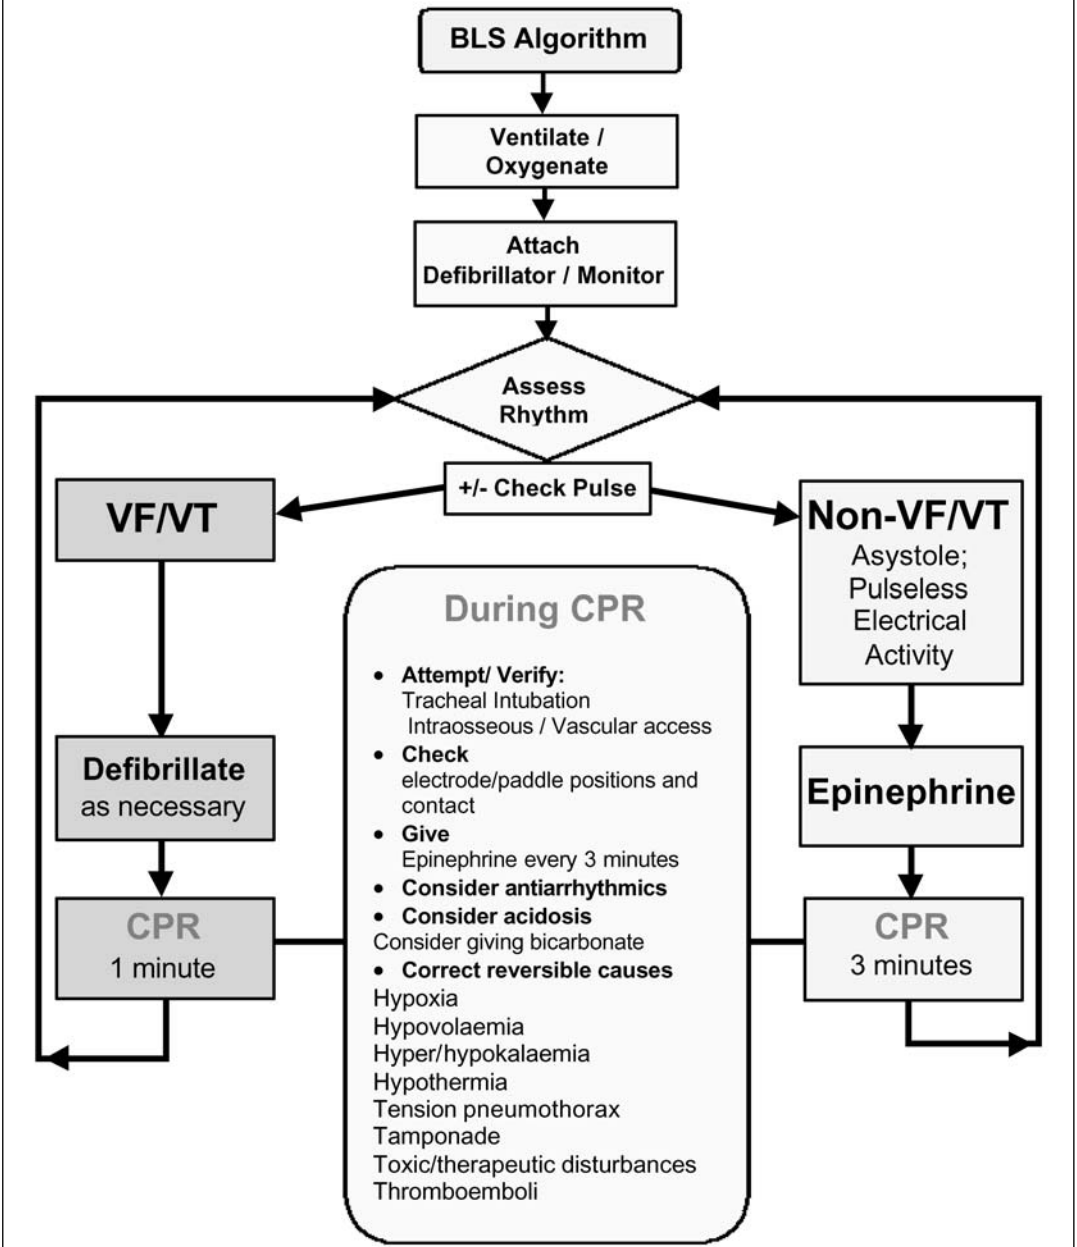 BLS Algorithm
Ventilate /
Oxygenate
Attach
Defibrillator / Monitor
Assess
Rhythm
+/- Check Pulse
VF/VT
Defibrillate
as necessary
CPR
1 minute
Non-VF/VT
Asystole;
Pulseless
Electrical
Activity
Epinephrine
CPR
3 minutes
During CPR
• Attempt/ Verify:
Tracheal Intubation
Intraosseous / Vascular access
• Check
electrode/paddle positions and
contact
• Give
Epinephrine every 3 minutes
• Consider antiarrhythmics
• Consider acidosis
Consider giving bicarbonate
• Correct reversible causes
Hypoxia
Hypovolaemia
Hyper/hypokalaemia
Hypothermia
Tension pneumothorax
Tamponade
Toxic/therapeutic disturbances
Thromboemboli